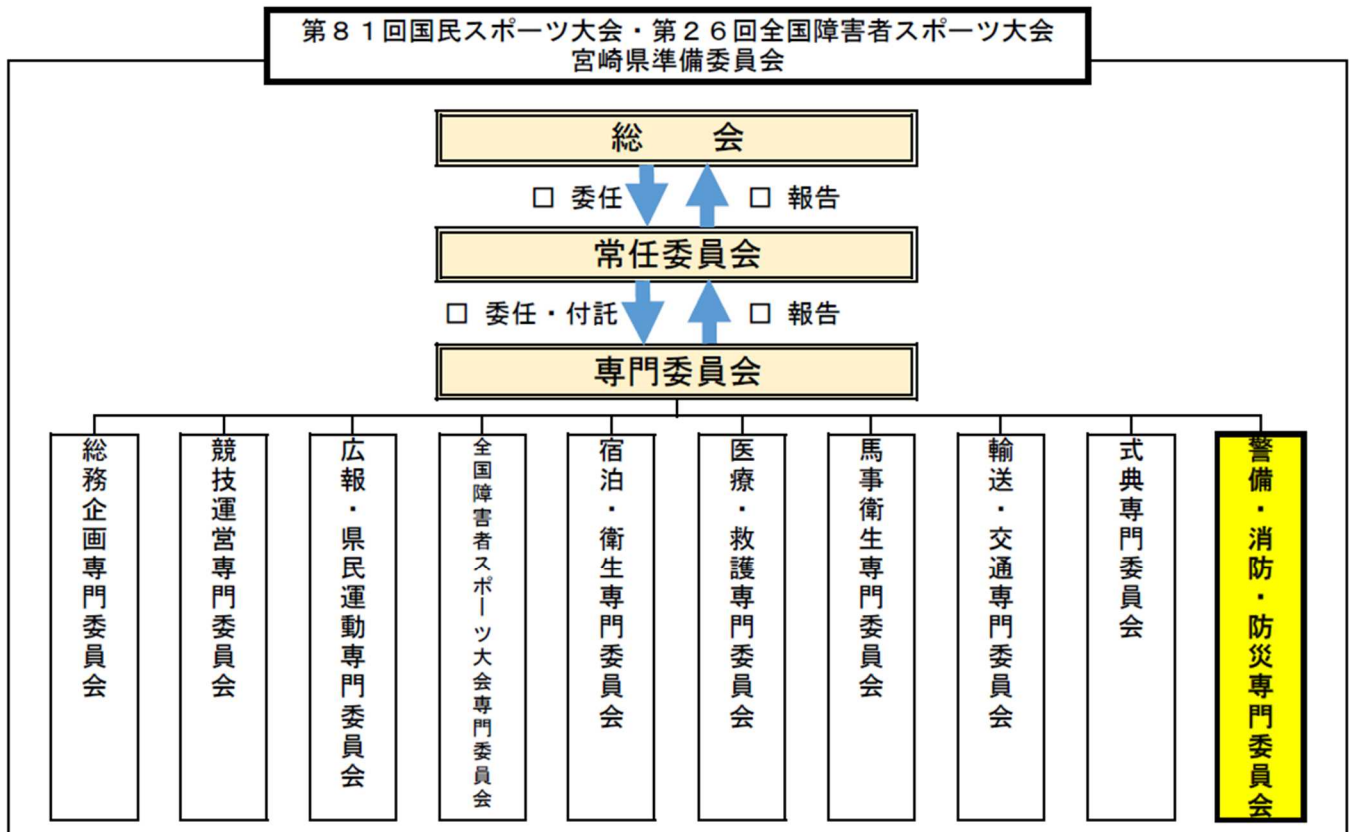 第８１回国民スポーツ大会・第２６回全国障害者スポーツ大会
宮崎県準備委員会
総　　会
□ 委任
□ 報告
常任委員会
□ 委任・付託
□ 報告
専門委員会
総務企画専門委員会
競技運営専門委員会
広報・県民運動専門委員会
全国障害者スポーツ大会専門委員会
宿泊・衛生専門委員会
医療・救護専門委員会
馬事衛生専門委員会
輸送・交通専門委員会
式典専門委員会
警備・消防・防災専門委員会